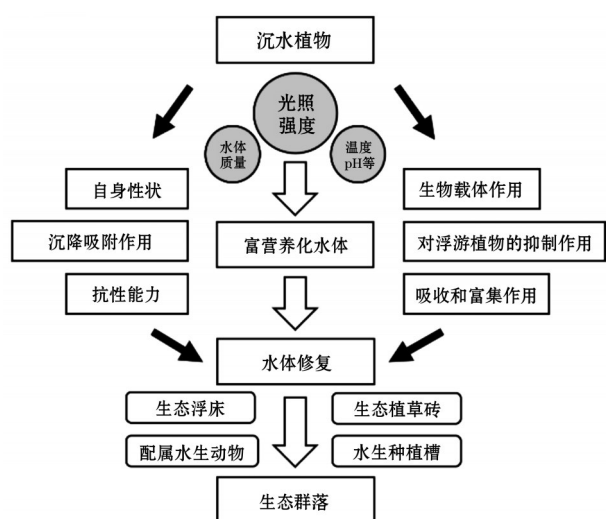 沉水植物
光照
强度
水体
质量
温度
pH等
自身性状
生物载体作用
沉降吸附作用
富营养化水体
对浮游植物的抑制作用
抗性能力
吸收和富集作用
水体修复
生态浮床
生态植草砖
配属水生动物
水生种植槽
生态群落